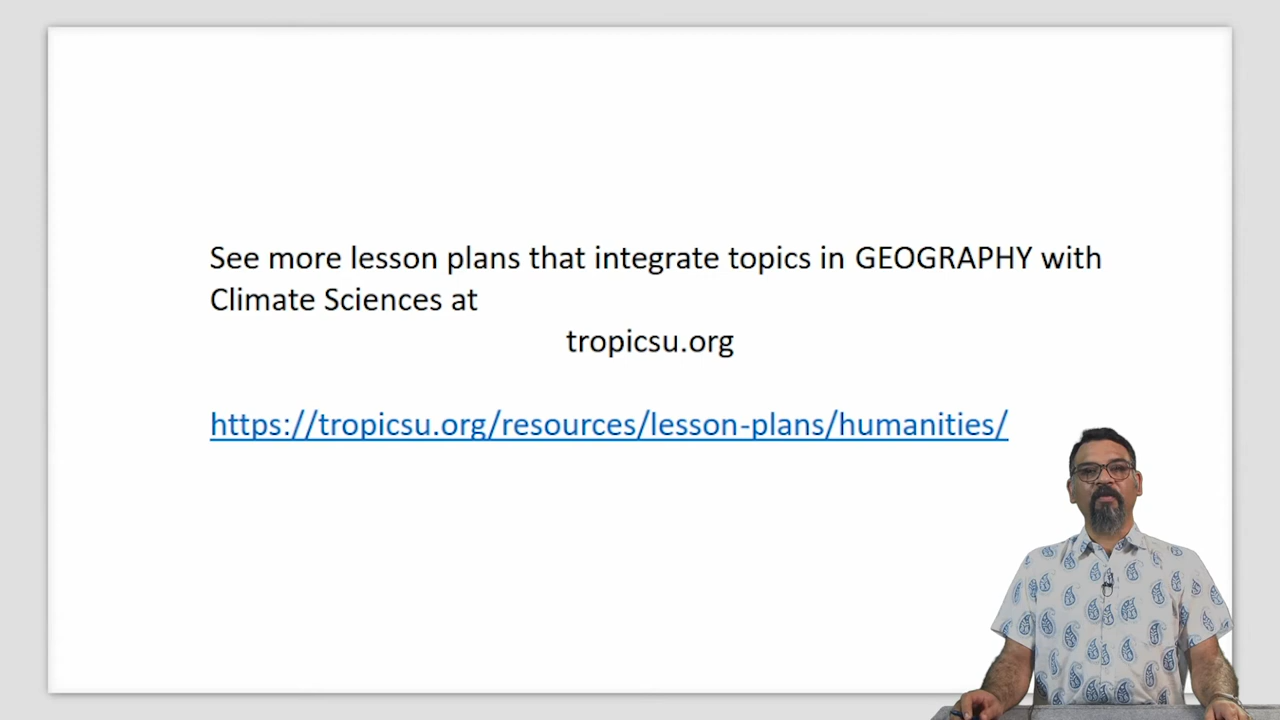 See more lesson plans that integrate topics in GEOGRAPHY with
Climate Sciences at
tropicsu.org
https://tropicsu.org/resources/lesson-plans/humanities/